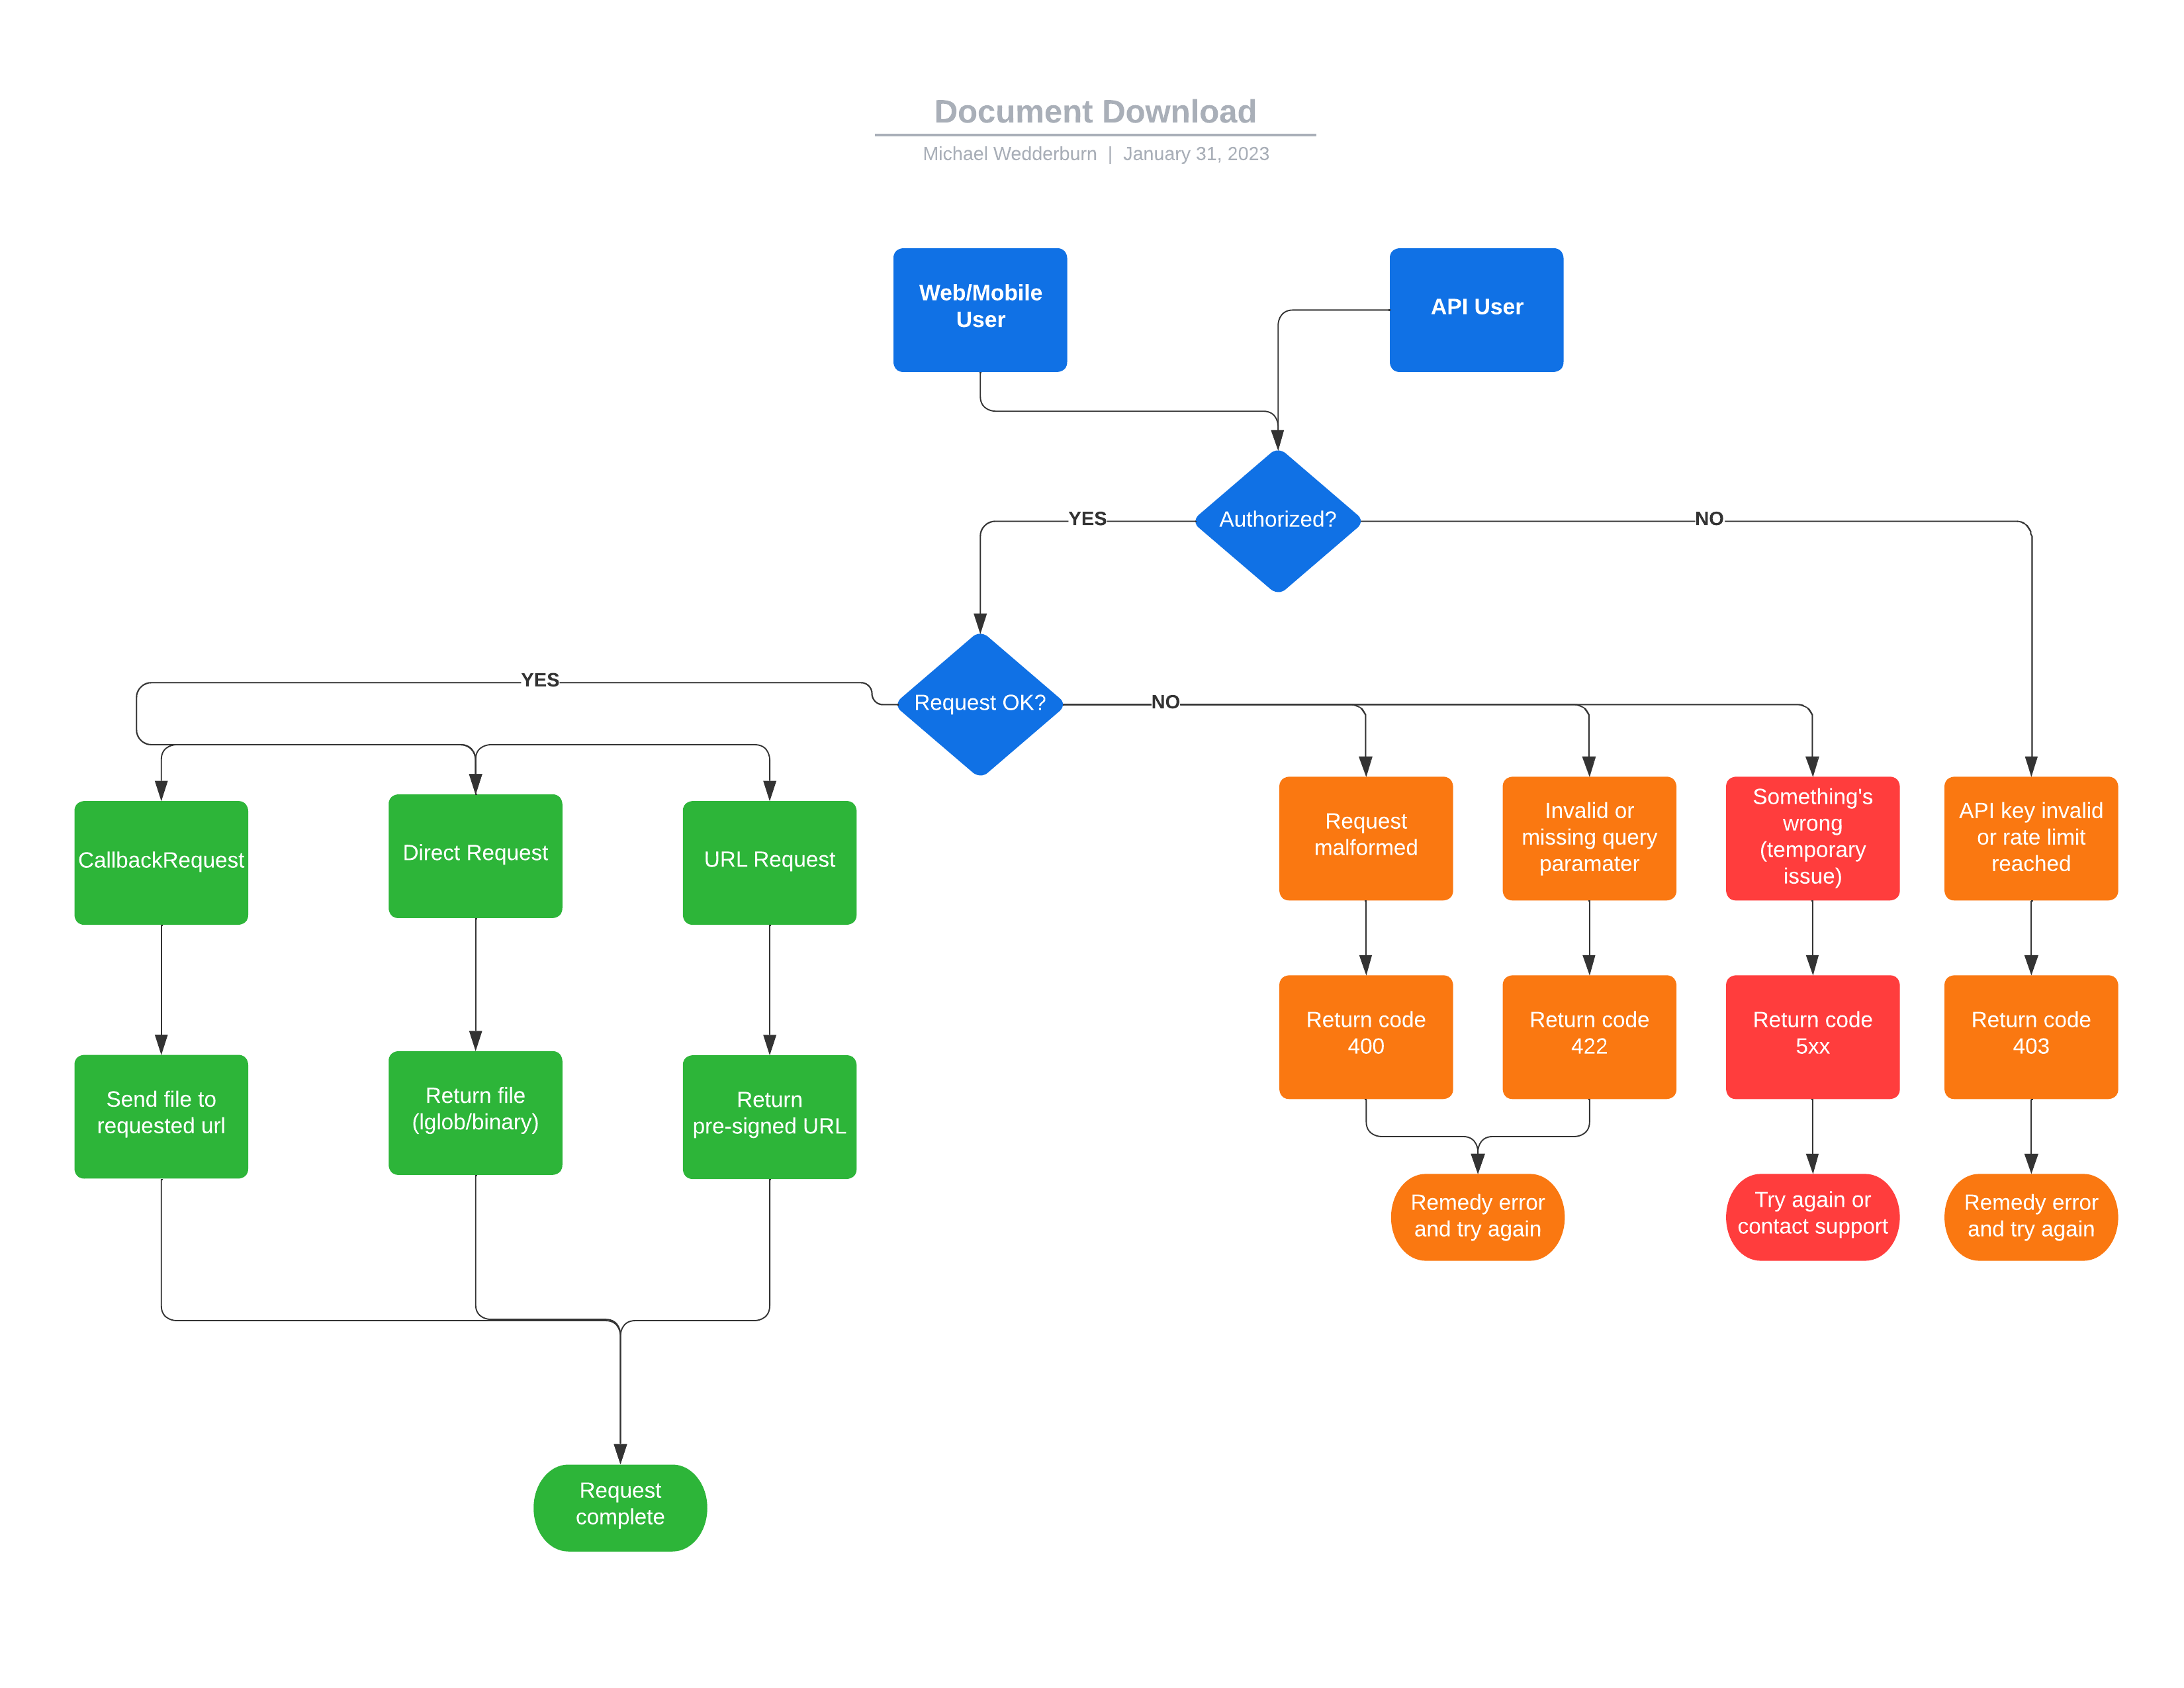 Document Download
Michael Wedderburn | January 31, 2023
Web/Mobile
User
API User
Authorized?
YES
NO
Request OK?
YES
NO
CallbackRequest
Direct Request
URL Request
Request
malformed
Invalid or
missing query
paramater
Something's
wrong
(temporary
issue)
API key invalid
or rate limit
reached
Send file to
requested url
Return file
(lglob/binary)
Return
pre-signed URL
Return code
400
Return code
422
Return code
5xx
Return code
403
Remedy error
and try again
Try again or
contact support
Remedy error
and try again
Request
complete